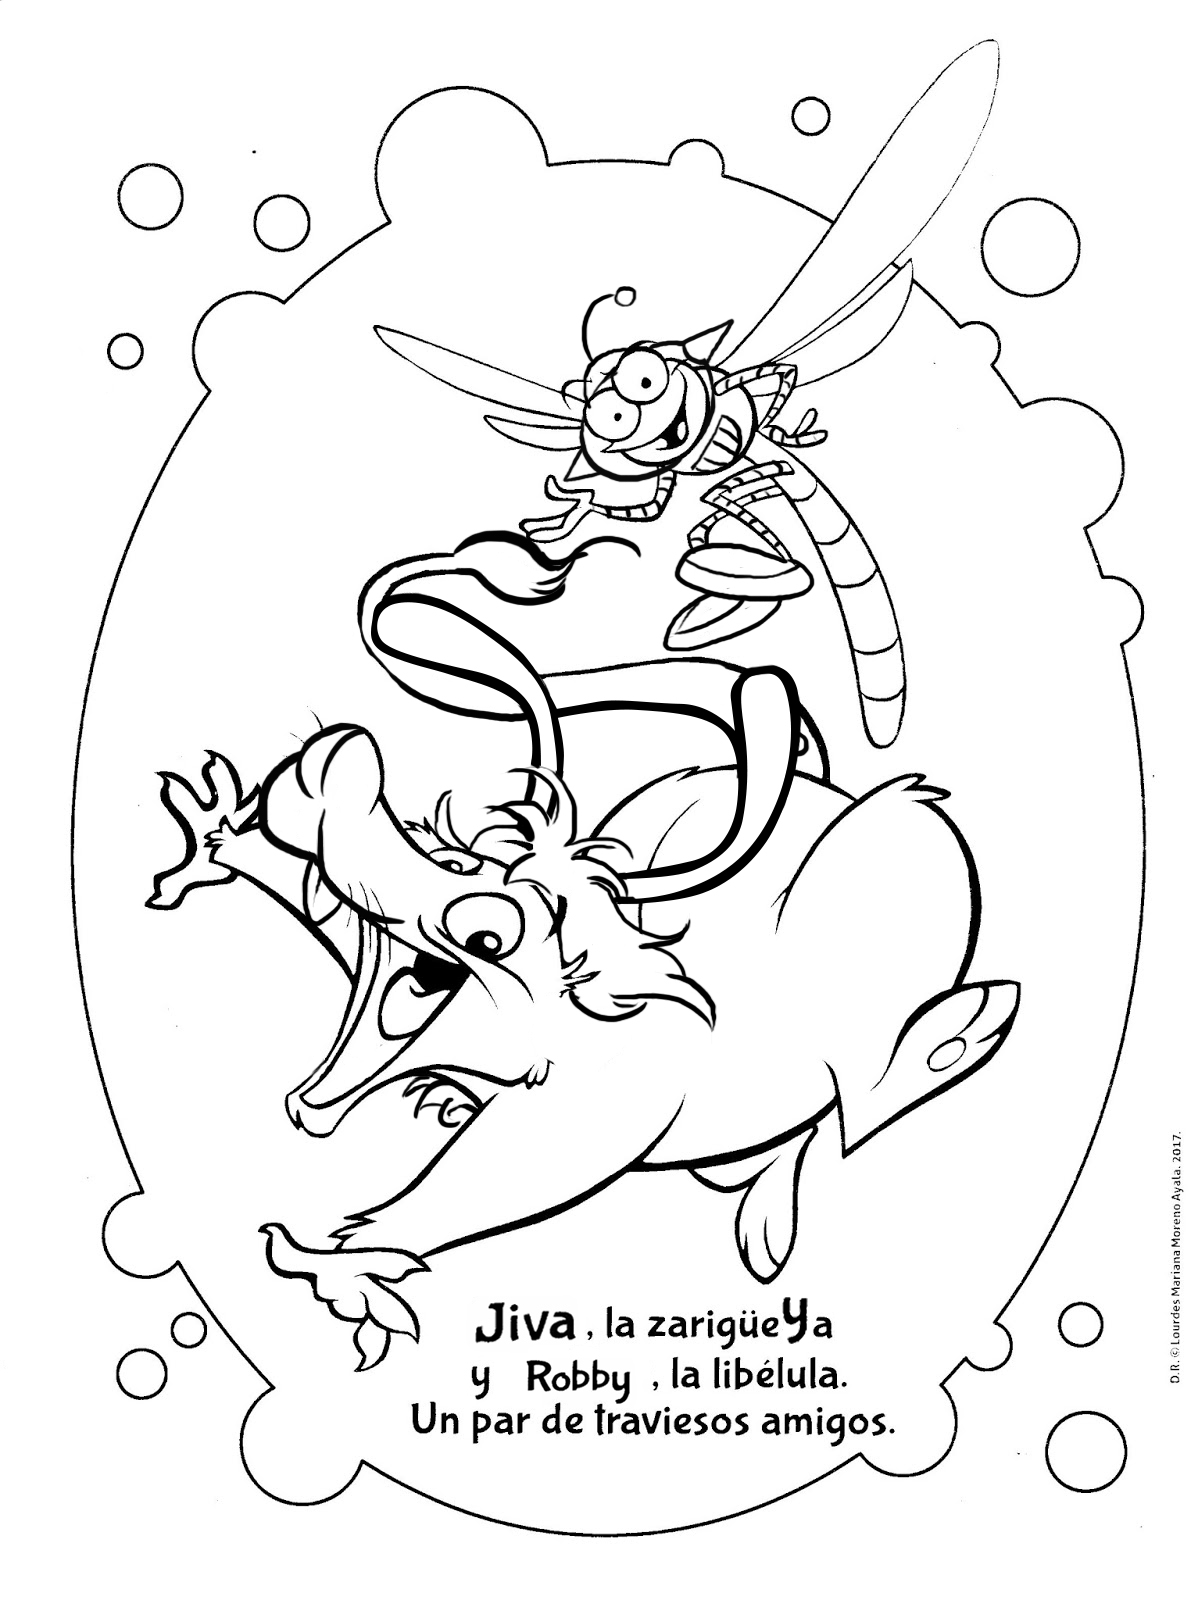 Jiva , la zarigüeYa
y Robby , la libélula.
Un par de traviesos amigos.
D.R. © Lourdes Mariana Moreno Ayala. 2017.